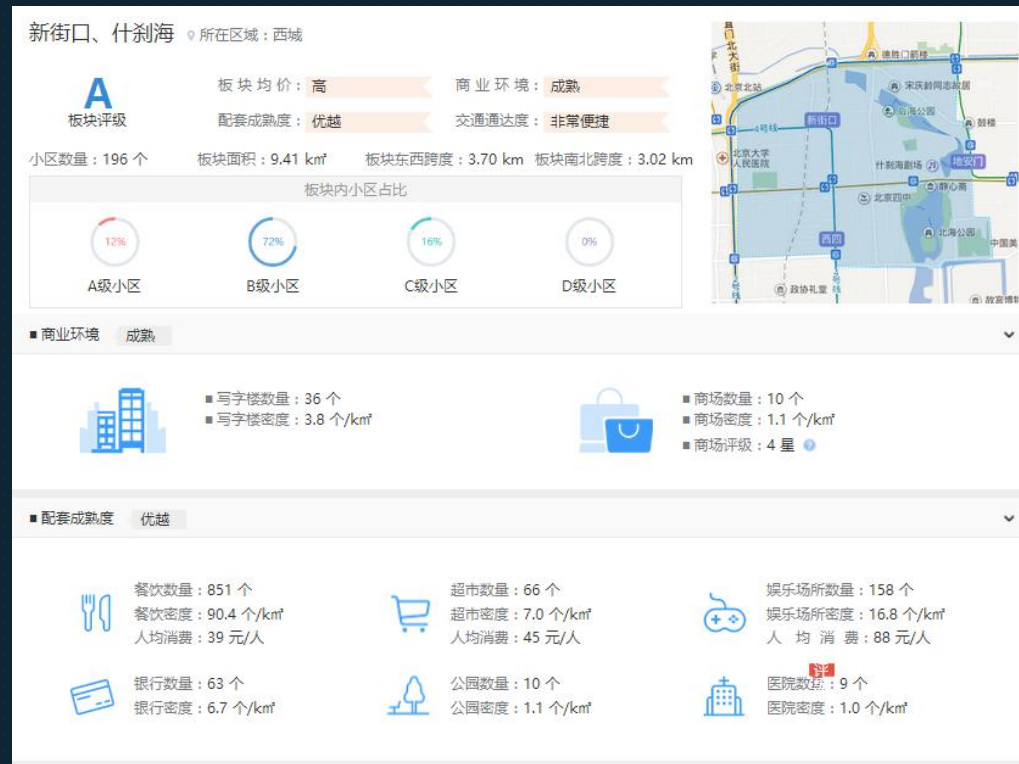 新街口、什刹海 所在区域：西城
A
板块评级
板块均价：高
商业环境：成熟
配套成熟度：优越
交通通达度：非常便捷
小区数量：196 个 板块面积：9.41 k㎡ 板块东西跨度：3.70 km 板块南北跨度：3.02 km
板块内小区占比
12% 72% 16% 0%
A级小区 B级小区 C级小区 D级小区
德胜门箭楼
北京北站
宋庆龄同志故居
新街口
后海公园
鼓楼
4号线
北京大学
人民医院
什刹海剧场
地安门
北京四中
静心斋
西四
北海公园
中国美
2号线
政协礼堂
4号线
故宫博物
■ 商业环境 成熟
■ 写字楼数量：36 个
■ 写字楼密度：3.8 个/k㎡
■ 商场数量：10 个
■ 商场密度：1.1 个/k㎡
■ 商场评级：4 星
■ 配套成熟度 优越
餐饮数量：851 个
餐饮密度：90.4 个/k㎡
人均消费：39 元/人
超市数量：66 个
超市密度：7.0 个/k㎡
人均消费：45 元/人
娱乐场所数量：158 个
娱乐场所密度：16.8 个/k㎡
人 均 消 费：88 元/人
银行数量：63 个
银行密度：6.7 个/k㎡
公园数量：10 个
公园密度：1.1 个/k㎡
评
医院数量：9 个
医院密度：1.0 个/k㎡